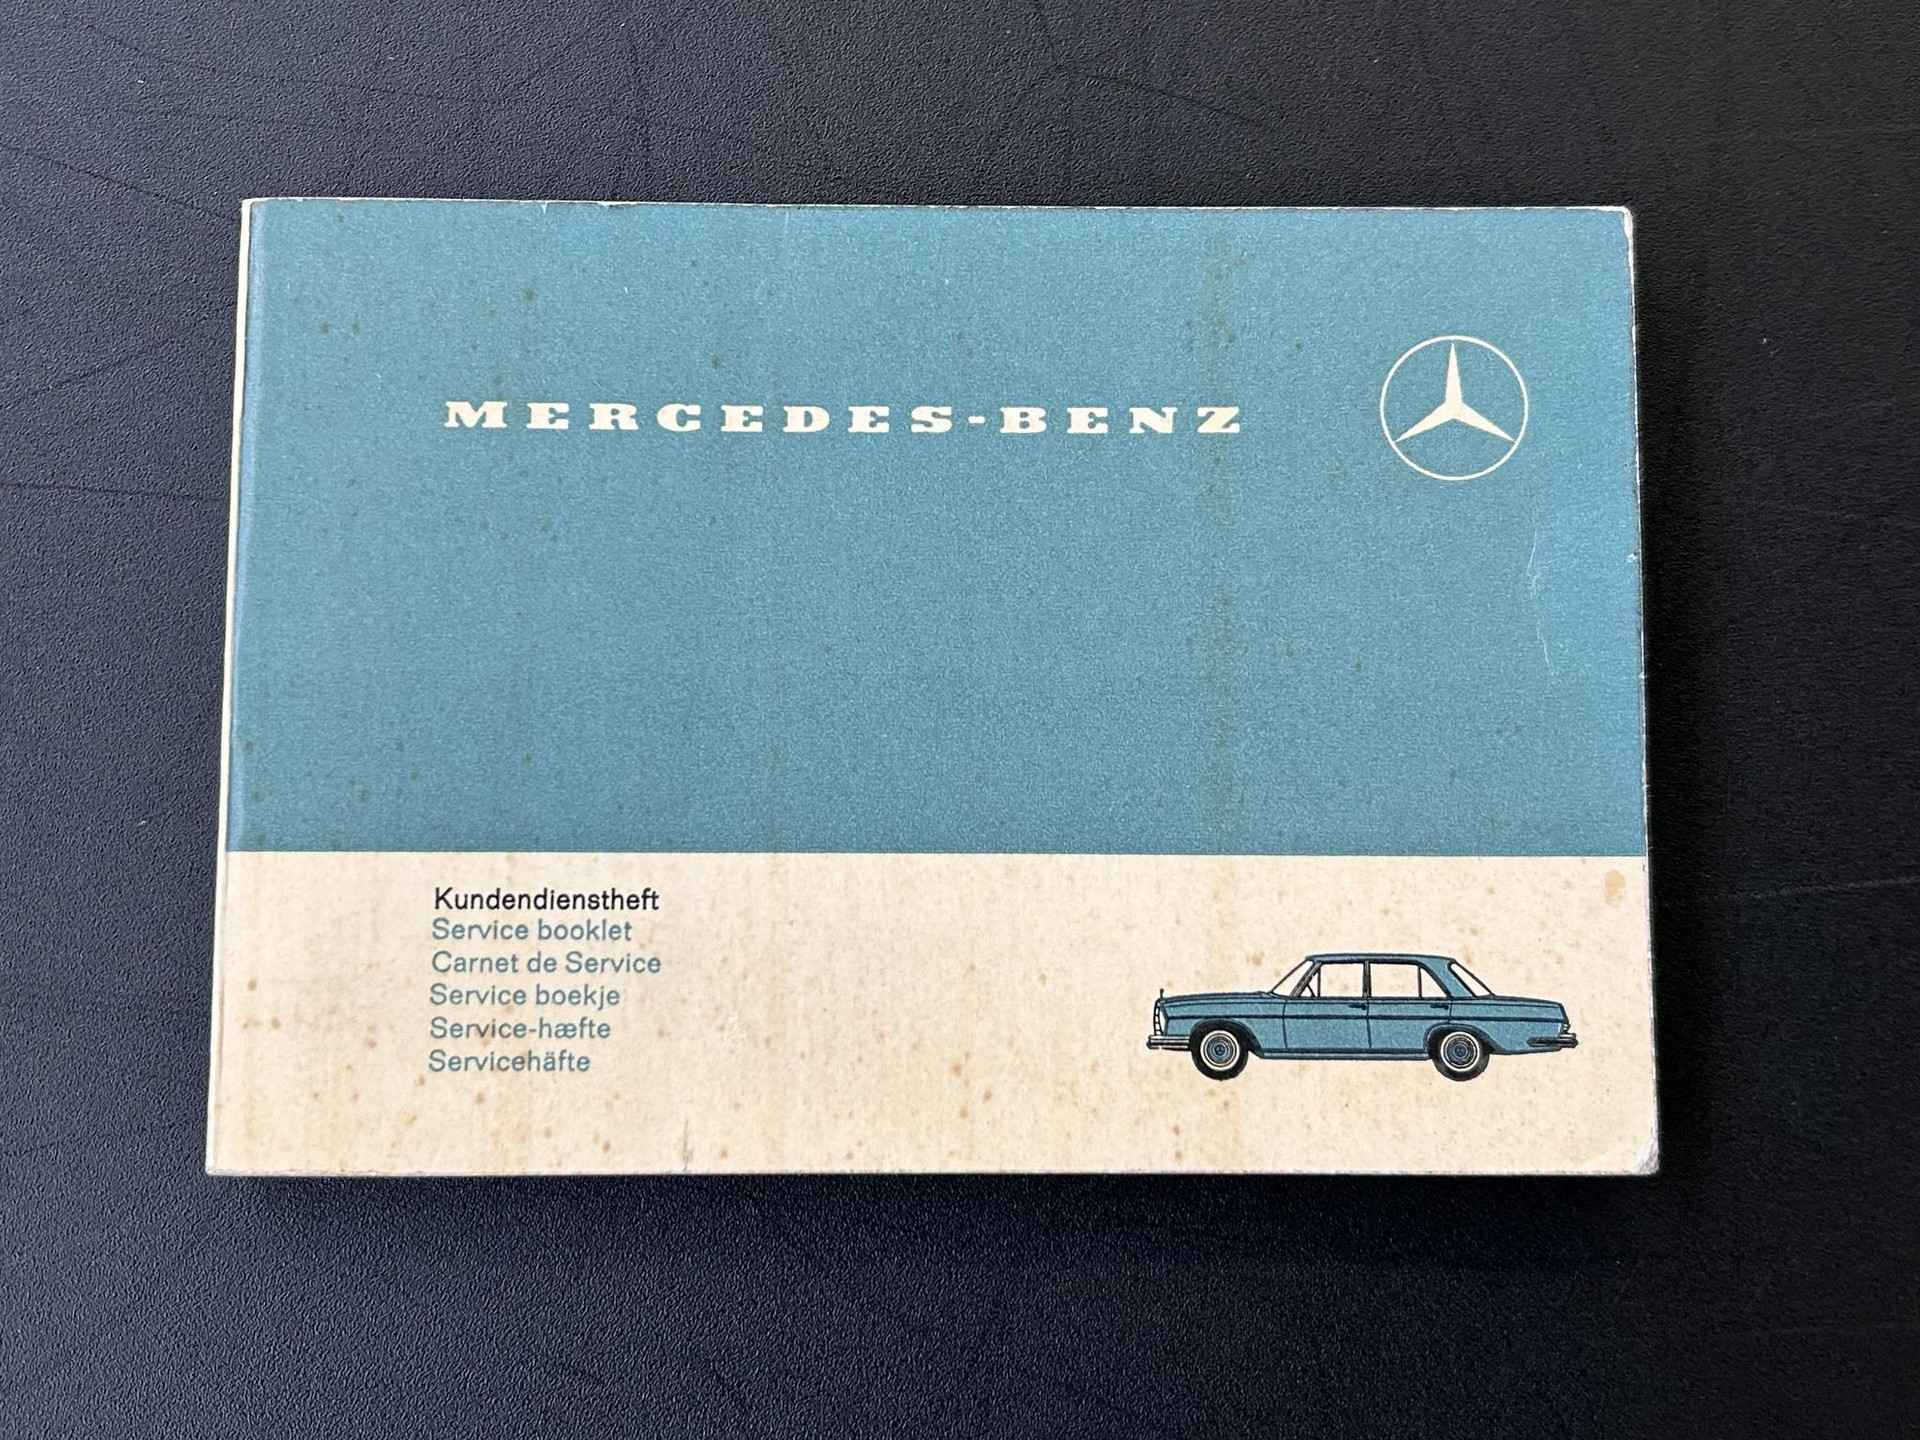 MERCEDES-BENZ
Kundendienstheft
Service booklet
Carnet de Service
Service boekje
Service-hæfte
Servicehäfte